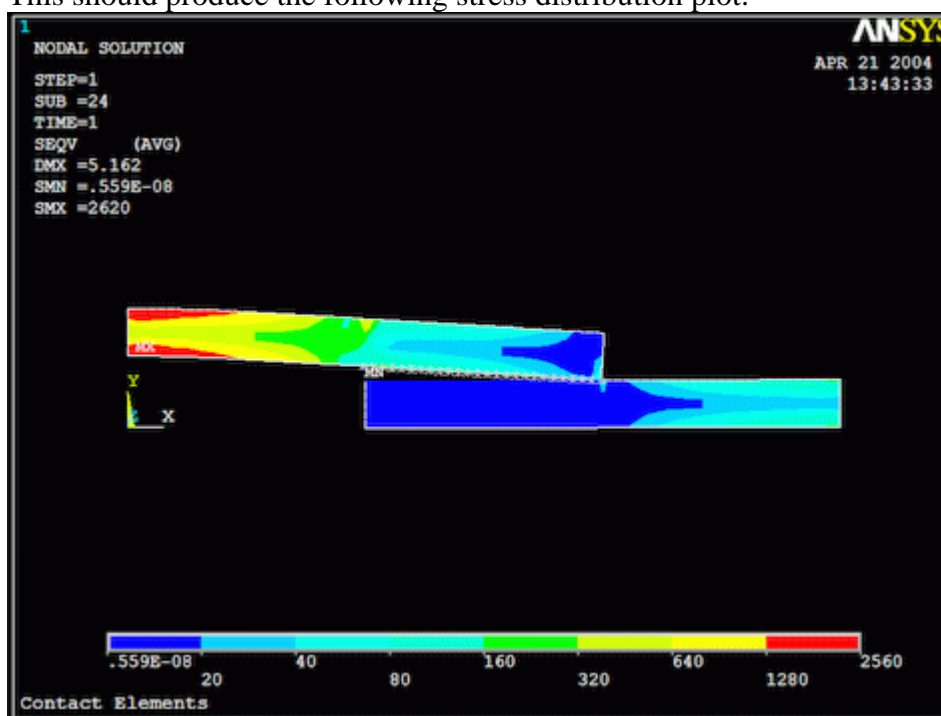 This should produce the following stress distribution plot.
1
ANSYS
NODAL SOLUTION
APR 21 2004
13:43:33
STEP=1
SUB =24
TIME=1
SEQV (AVG)
DMX =5.162
SMN =.559E-08
SMX =2620
MX
MN
Y
Z X
.559E-08 40 160 640 2560
20 80 320 1280
Contact Elements